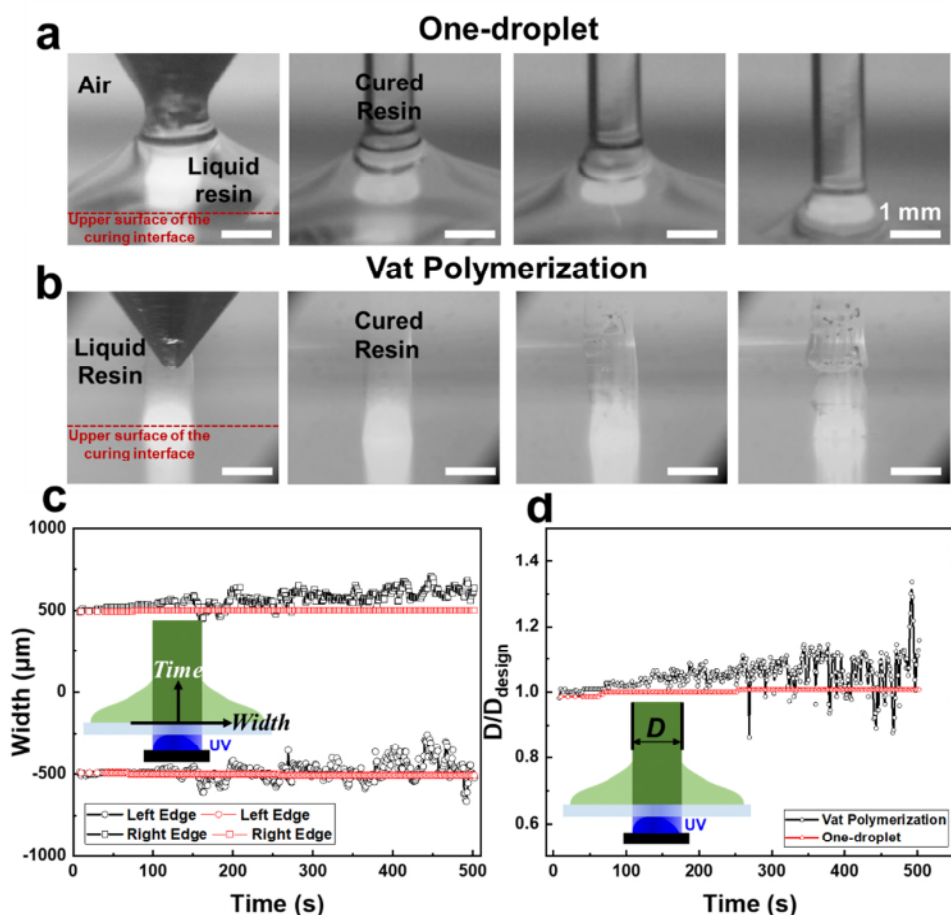 a
One-droplet
Air
Liquid
resin
Upper surface of the
curing interface
Cured
Resin
1 mm
b
Vat Polymerization
Liquid
Resin
Upper surface of the
curing interface
Cured
Resin
c
Width (µm)
1000
500
0
-500
-1000
Time
Width
UV
Left Edge
Left Edge
Right Edge
Right Edge
0 100 200 300 400 500
Time (s)
d
D/Ddesign
1.4
1.2
1.0
0.8
0.6
D
UV
Vat Polymerization
One-droplet
0 100 200 300 400 500
Time (s)